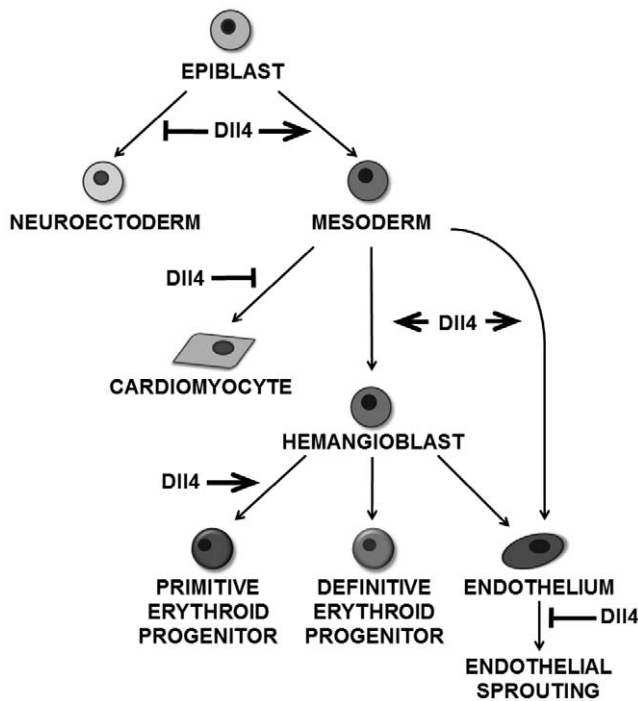 EPIBLAST
Dll4
NEUROECTODERM
MESODERM
Dll4
Dll4
CARDIOMYOCYTE
HEMANGIOBLAST
Dll4
PRIMITIVE
ERYTHROID
PROGENITOR
DEFINITIVE
ERYTHROID
PROGENITOR
ENDOTHELIUM
Dll4
ENDOTHELIAL
SPROUTING